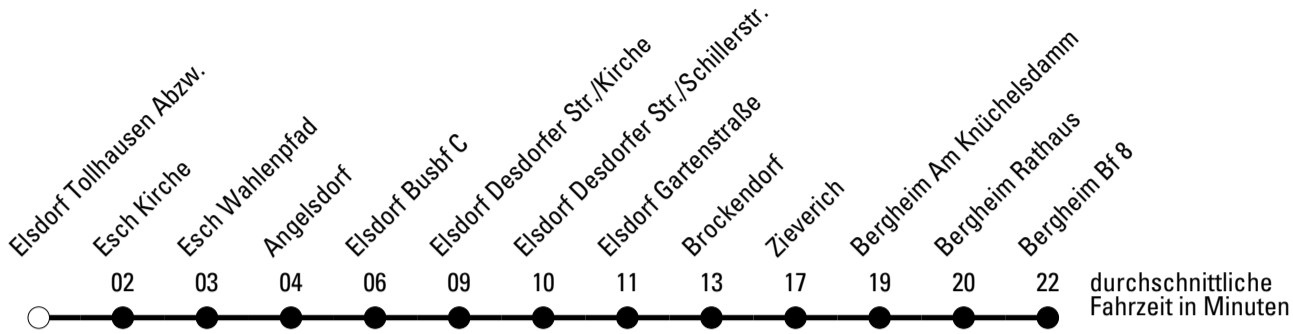 Elsdorf Tollhausen Abzw.
Esch Kirche
Esch Wahlenpfad
Angelsdorf
Elsdorf Busbf C
Elsdorf Desdorfer Str./Kirche
Elsdorf Desdorfer Str./Schillerstr.
Elsdorf Gartenstraße
Brockendorf
Zieverich
Bergheim Am Knüchelsdamm
Bergheim Rathaus
Bergheim Bf 8
02 03 04 06 09 10 11 13 17 19 20 22
durchschnittliche
Fahrzeit in Minuten